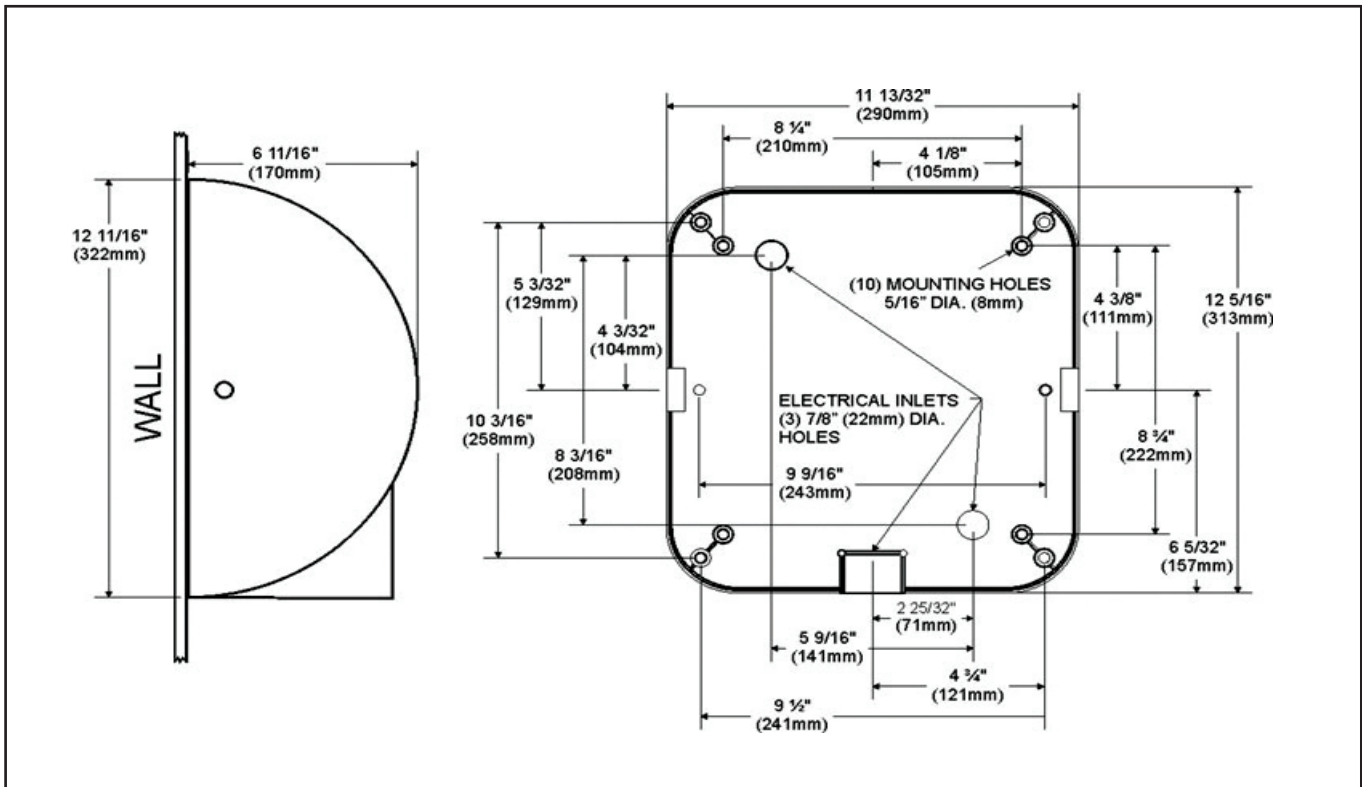 6 11/16"
(170mm)
12 11/16"
(322mm)
WALL
11 13/32"
(290mm)
8 ¼"
(210mm)
4 1/8"
(105mm)
5 3/32"
(129mm)
4 3/32"
(104mm)
10 3/16"
(258mm)
8 3/16"
(208mm)
(10) MOUNTING HOLES
5/16" DIA. (8mm)
ELECTRICAL INLETS
(3) 7/8" (22mm) DIA.
HOLES
9 9/16"
(243mm)
4 3/8"
(111mm)
12 5/16"
(313mm)
8 ¾"
(222mm)
6 5/32"
(157mm)
2 25/32"
(71mm)
5 9/16"
(141mm)
4 ¾"
(121mm)
9 ½"
(241mm)